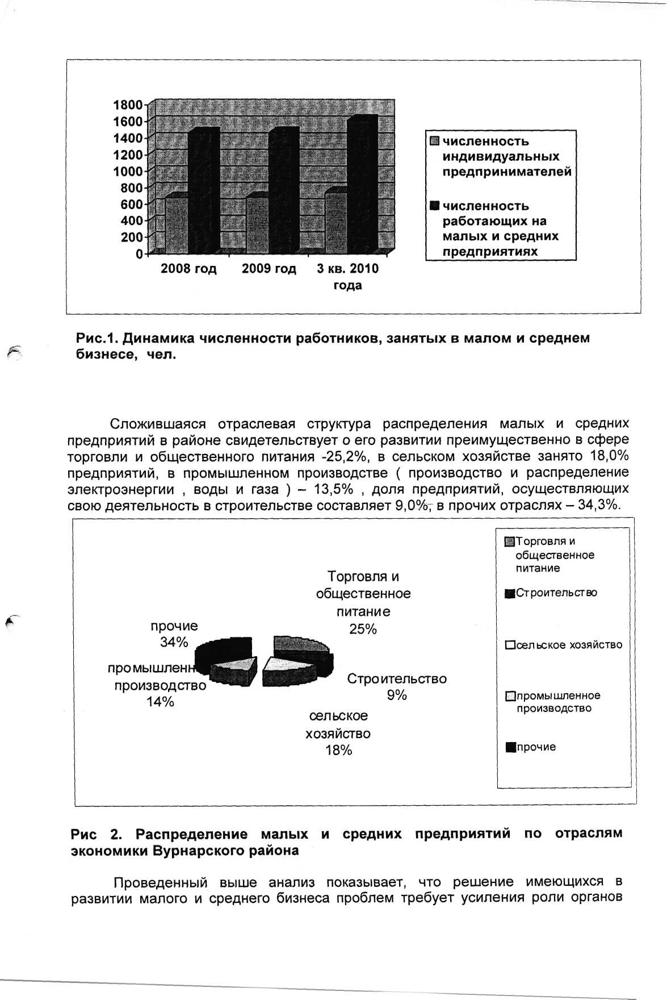 1800
1600
1400
1200
1000
800
600
400
200
0
2008 год 2009 год 3 кв. 2010
года
численность
индивидуальных
предпринимателей
численность
работающих на
малых и средних
предприятиях
Рис.1. Динамика численности работников, занятых в малом и среднем
бизнесе, чел.
Сложившаяся отраслевая структура распределения малых и средних
предприятий в районе свидетельствует о его развитии преимущественно в сфере
торговли и общественного питания -25,2%, в сельском хозяйстве занято 18,0%
предприятий, в промышленном производстве ( производство и распределение
электроэнергии , воды и газа ) – 13,5% , доля предприятий, осуществляющих
свою деятельность в строительстве составляет 9,0%, в прочих отраслях – 34,3%.
Торговля и
общественное
питание
25%
прочие
34%
промышленн
производство
14%
Строительство
9%
сельское
хозяйство
18%
Торговля и
общественное
питание
Строительство
сельское хозяйство
промышленное
производство
прочие
Рис 2. Распределение малых и средних предприятий по отраслям
экономики Вурнарского района
Проведенный выше анализ показывает, что решение имеющихся в
развитии малого и среднего бизнеса проблем требует усиления роли органов